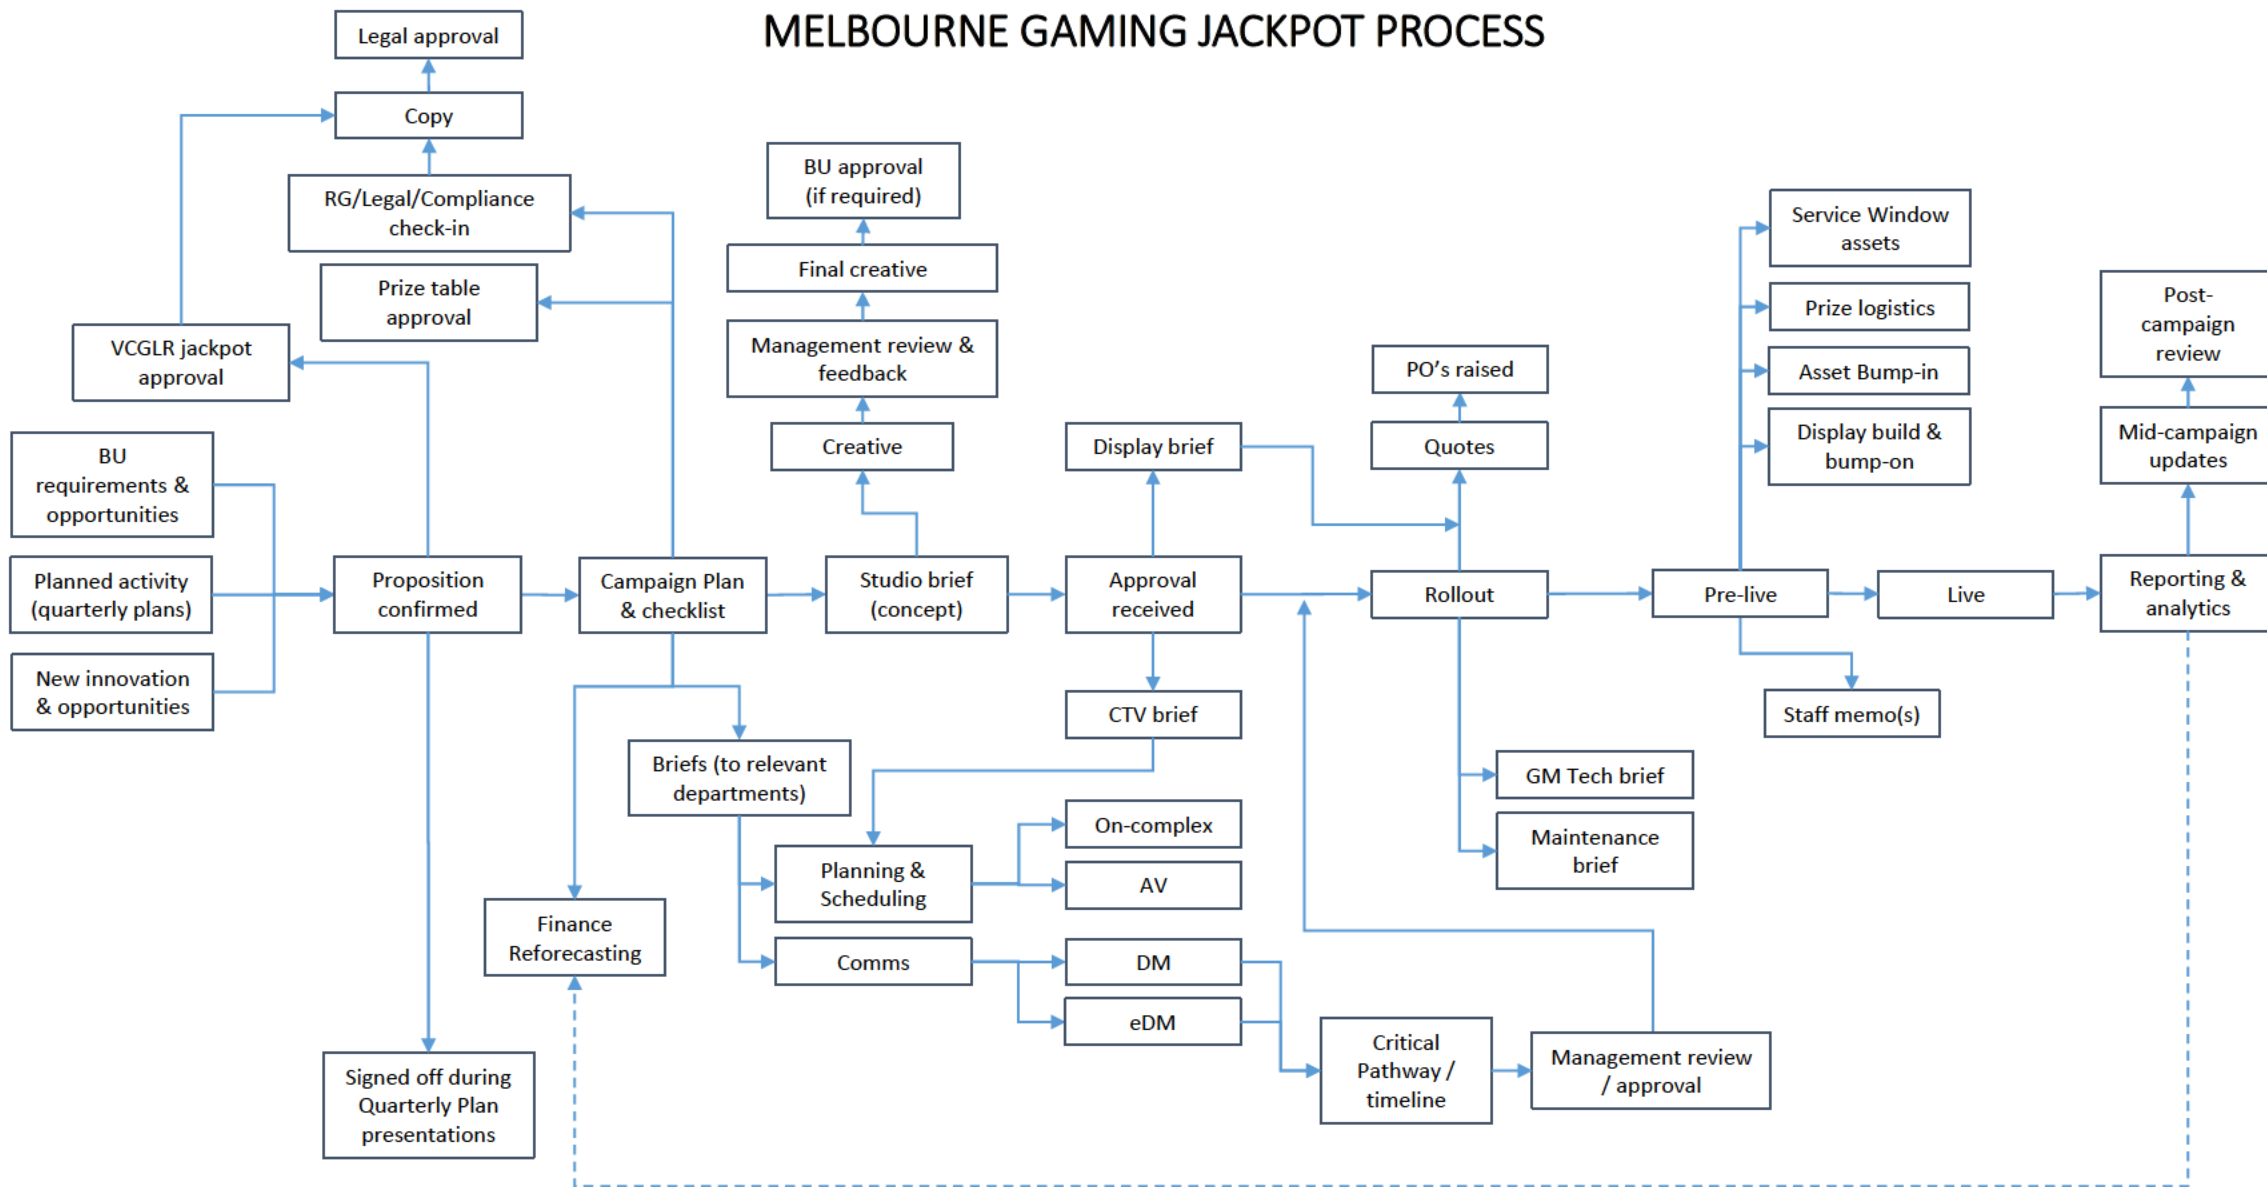 MELBOURNE GAMING JACKPOT PROCESS
Legal approval
Copy
RG/Legal/Compliance
check-in
Prize table
approval
VCGLR jackpot
approval
BU
requirements &
opportunities
Planned activity
(quarterly plans)
New innovation
& opportunities
Proposition
confirmed
Signed off during
Quarterly Plan
presentations
Campaign Plan
& checklist
Finance
Reforecasting
Briefs (to relevant
departments)
BU approval
(if required)
Final creative
Management review &
feedback
Creative
Studio brief
(concept)
Planning &
Scheduling
Comms
Display brief
Approval
received
CTV brief
On-complex
AV
DM
eDM
PO's raised
Quotes
Rollout
GM Tech brief
Maintenance
brief
Critical
Pathway /
timeline
Management review
/ approval
Service Window
assets
Prize logistics
Asset Bump-in
Display build &
bump-on
Pre-live
Staff memo(s)
Live
Post-
campaign
review
Mid-campaign
updates
Reporting &
analytics